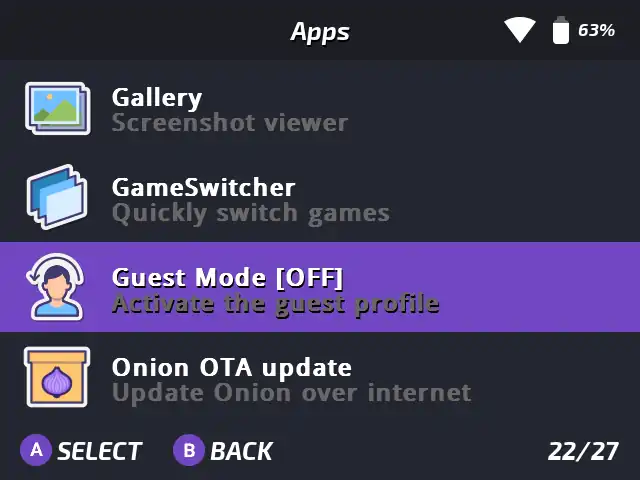 Apps
63%
Gallery
Screenshot viewer
GameSwitcher
Quickly switch games
Guest Mode [OFF]
Activate the guest profile
Onion OTA update
Update Onion over internet
A SELECT B BACK 22/27